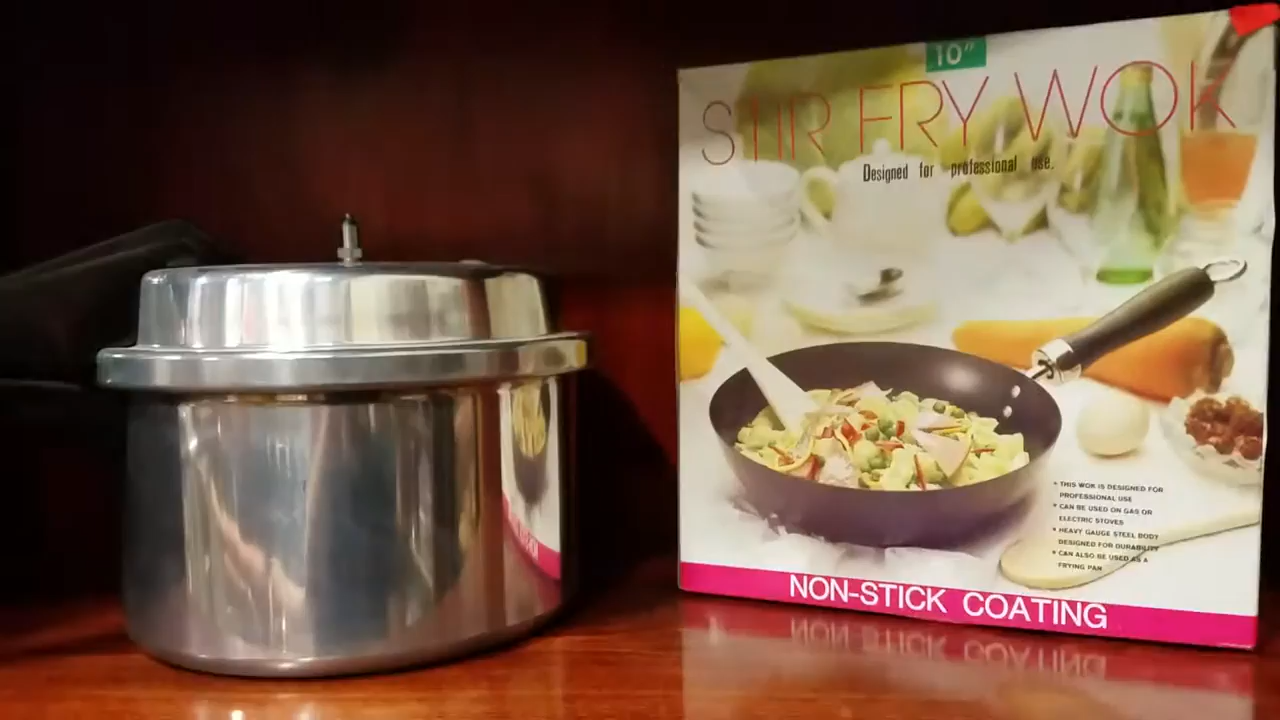 10"
STIR FRY WOK
Designed for professional use.
* THIS WOK IS DESIGNED FOR
PROFESSIONAL USE
* CAN BE USED ON GAS OR
ELECTRIC STOVES
* HEAVY GAUGE STEEL BODY
DESIGNED FOR DURABILITY
* CAN ALSO BE USED AS A
FRYING PAN
NON-STICK COATING